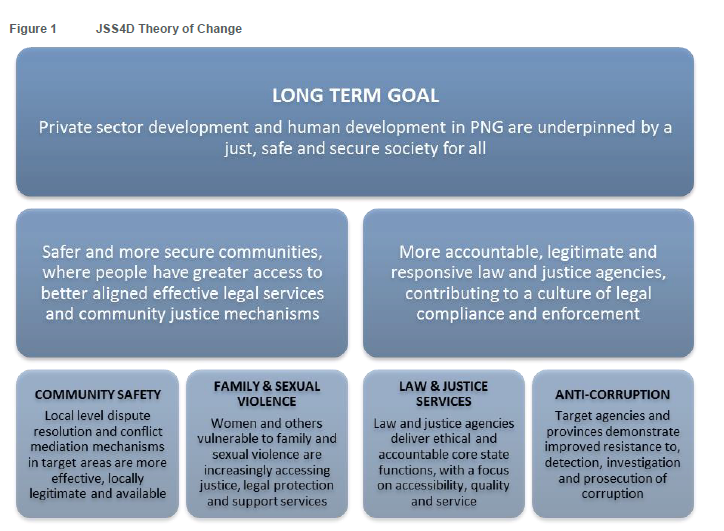 Figure 1 JSS4D Theory of Change
LONG TERM GOAL
Private sector development and human development in PNG are underpinned by a
just, safe and secure society for all
Safer and more secure communities,
where people have greater access to
better aligned effective legal services
and community justice mechanisms
More accountable, legitimate and
responsive law and justice agencies,
contributing to a culture of legal
compliance and enforcement
COMMUNITY SAFETY
Local level dispute
resolution and conflict
mediation mechanisms
in target areas are more
effective, locally
legitimate and available
FAMILY & SEXUAL
VIOLENCE
Women and others
vulnerable to family and
sexual violence are
increasingly accessing
justice, legal protection
and support services
LAW & JUSTICE
SERVICES
Law and justice agencies
deliver ethical and
accountable core state
functions, with a focus
on accessibility, quality
and service
ANTI-CORRUPTION
Target agencies and
provinces demonstrate
improved resistance to,
detection, investigation
and prosecution of
corruption